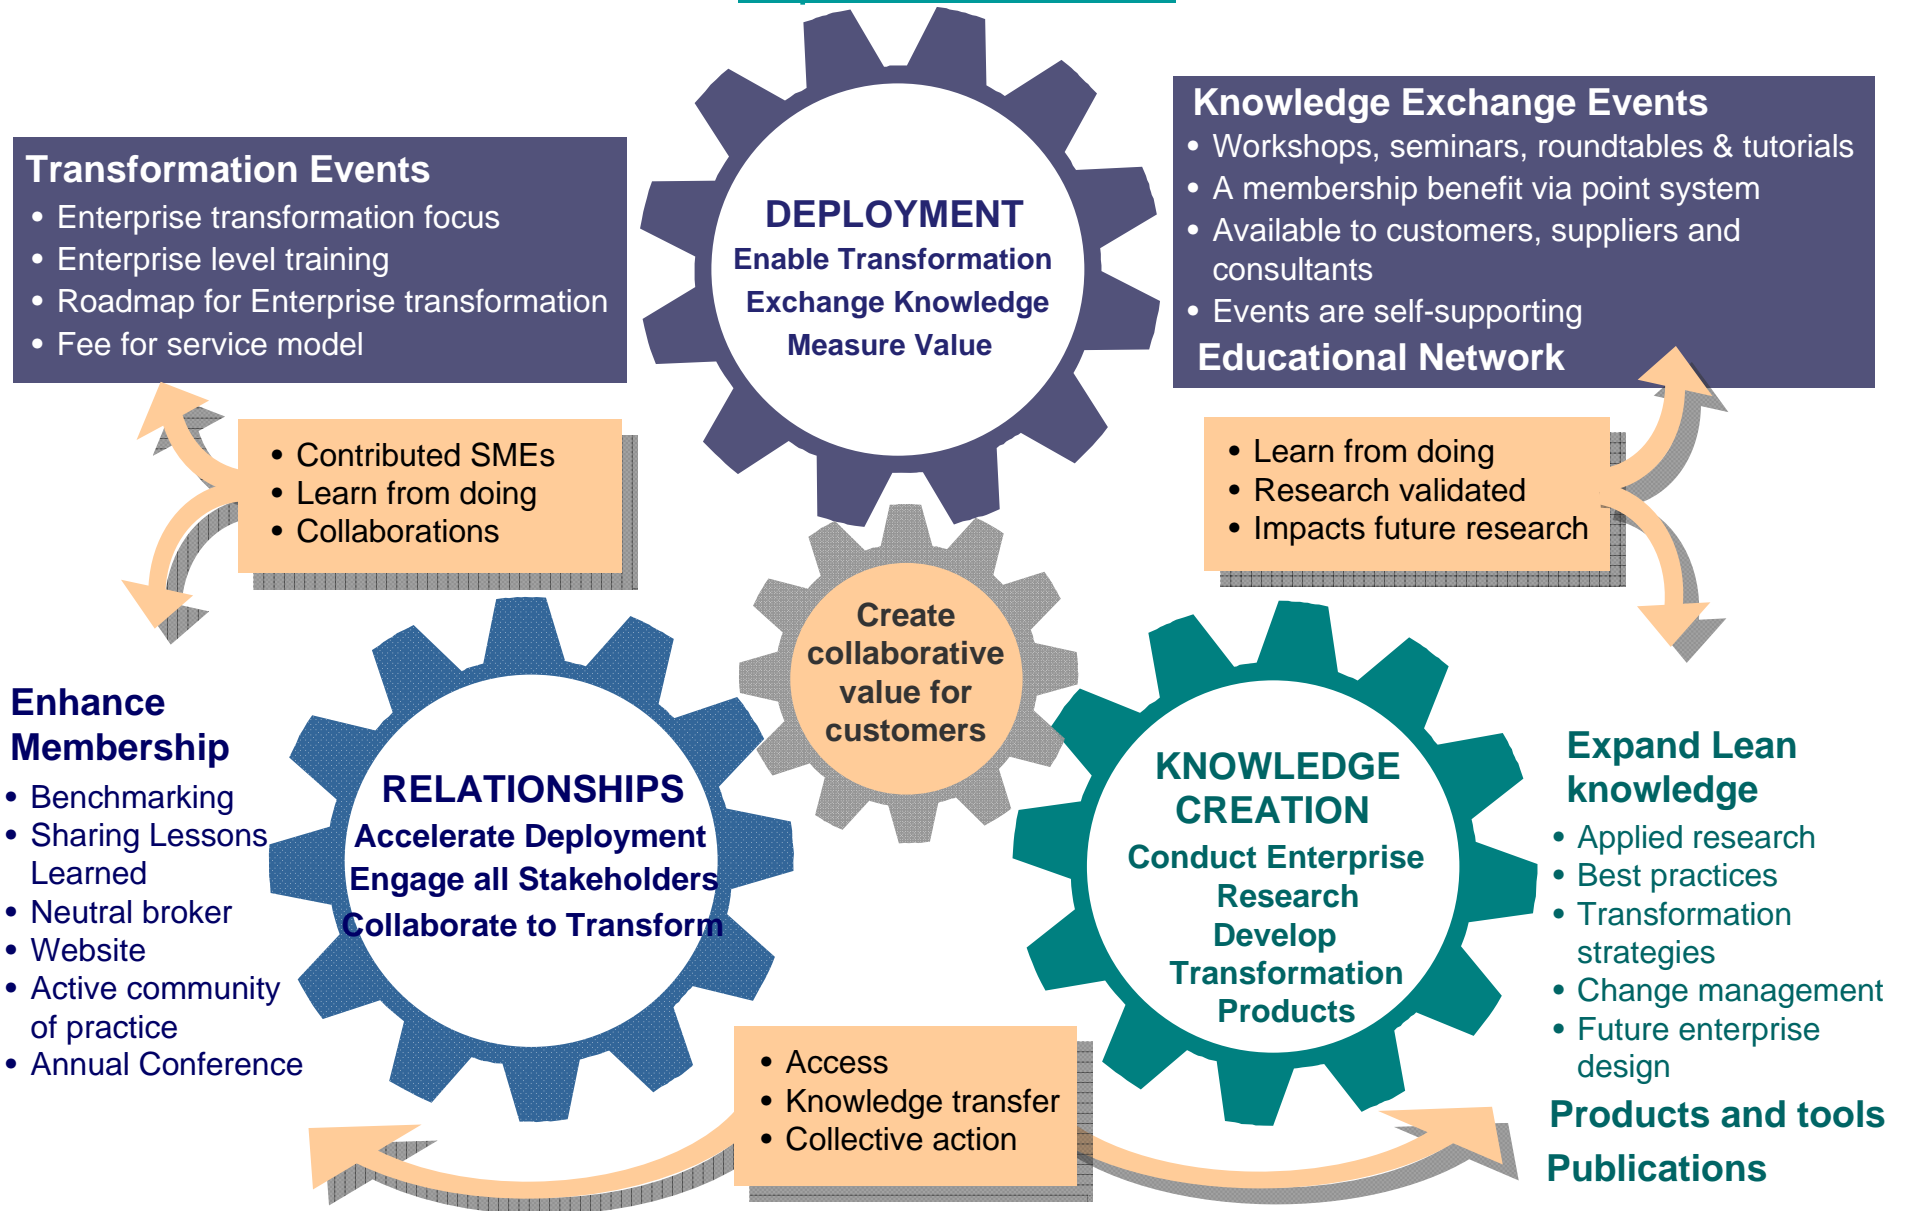 Knowledge Exchange Events
• Workshops, seminars, roundtables & tutorials
• A membership benefit via point system
• Available to customers, suppliers and
consultants
• Events are self-supporting
Educational Network
Transformation Events
• Enterprise transformation focus
• Enterprise level training
• Roadmap for Enterprise transformation
• Fee for service model
DEPLOYMENT
Enable Transformation
Exchange Knowledge
Measure Value
• Contributed SMEs
• Learn from doing
• Collaborations
• Learn from doing
• Research validated
• Impacts future research
Create
collaborative
value for
customers
Enhance
Membership
• Benchmarking
• Sharing Lessons
Learned
• Neutral broker
• Website
• Active community
of practice
• Annual Conference
RELATIONSHIPS
Accelerate Deployment
Engage all Stakeholders
Collaborate to Transform
KNOWLEDGE
CREATION
Conduct Enterprise
Research
Develop
Transformation
Products
Expand Lean
knowledge
• Applied research
• Best practices
• Transformation
strategies
• Change management
• Future enterprise
design
Products and tools
Publications
• Access
• Knowledge transfer
• Collective action